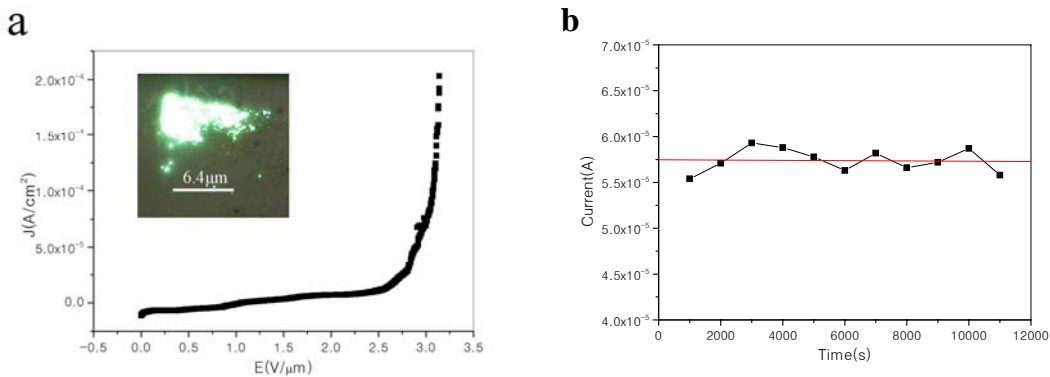 a
J(A/cm²)
2.0x10⁻⁴
1.5x10⁻⁴
1.0x10⁻⁴
5.0x10⁻⁵
0.0
6.4μm
−0.5 0.0 0.5 1.0 1.5 2.0 2.5 3.0 3.5
E(V/μm)
b
Current(A)
7.0x10⁻⁵
6.5x10⁻⁵
6.0x10⁻⁵
5.5x10⁻⁵
5.0x10⁻⁵
4.5x10⁻⁵
4.0x10⁻⁵
0 2000 4000 6000 8000 10000 12000
Time(s)